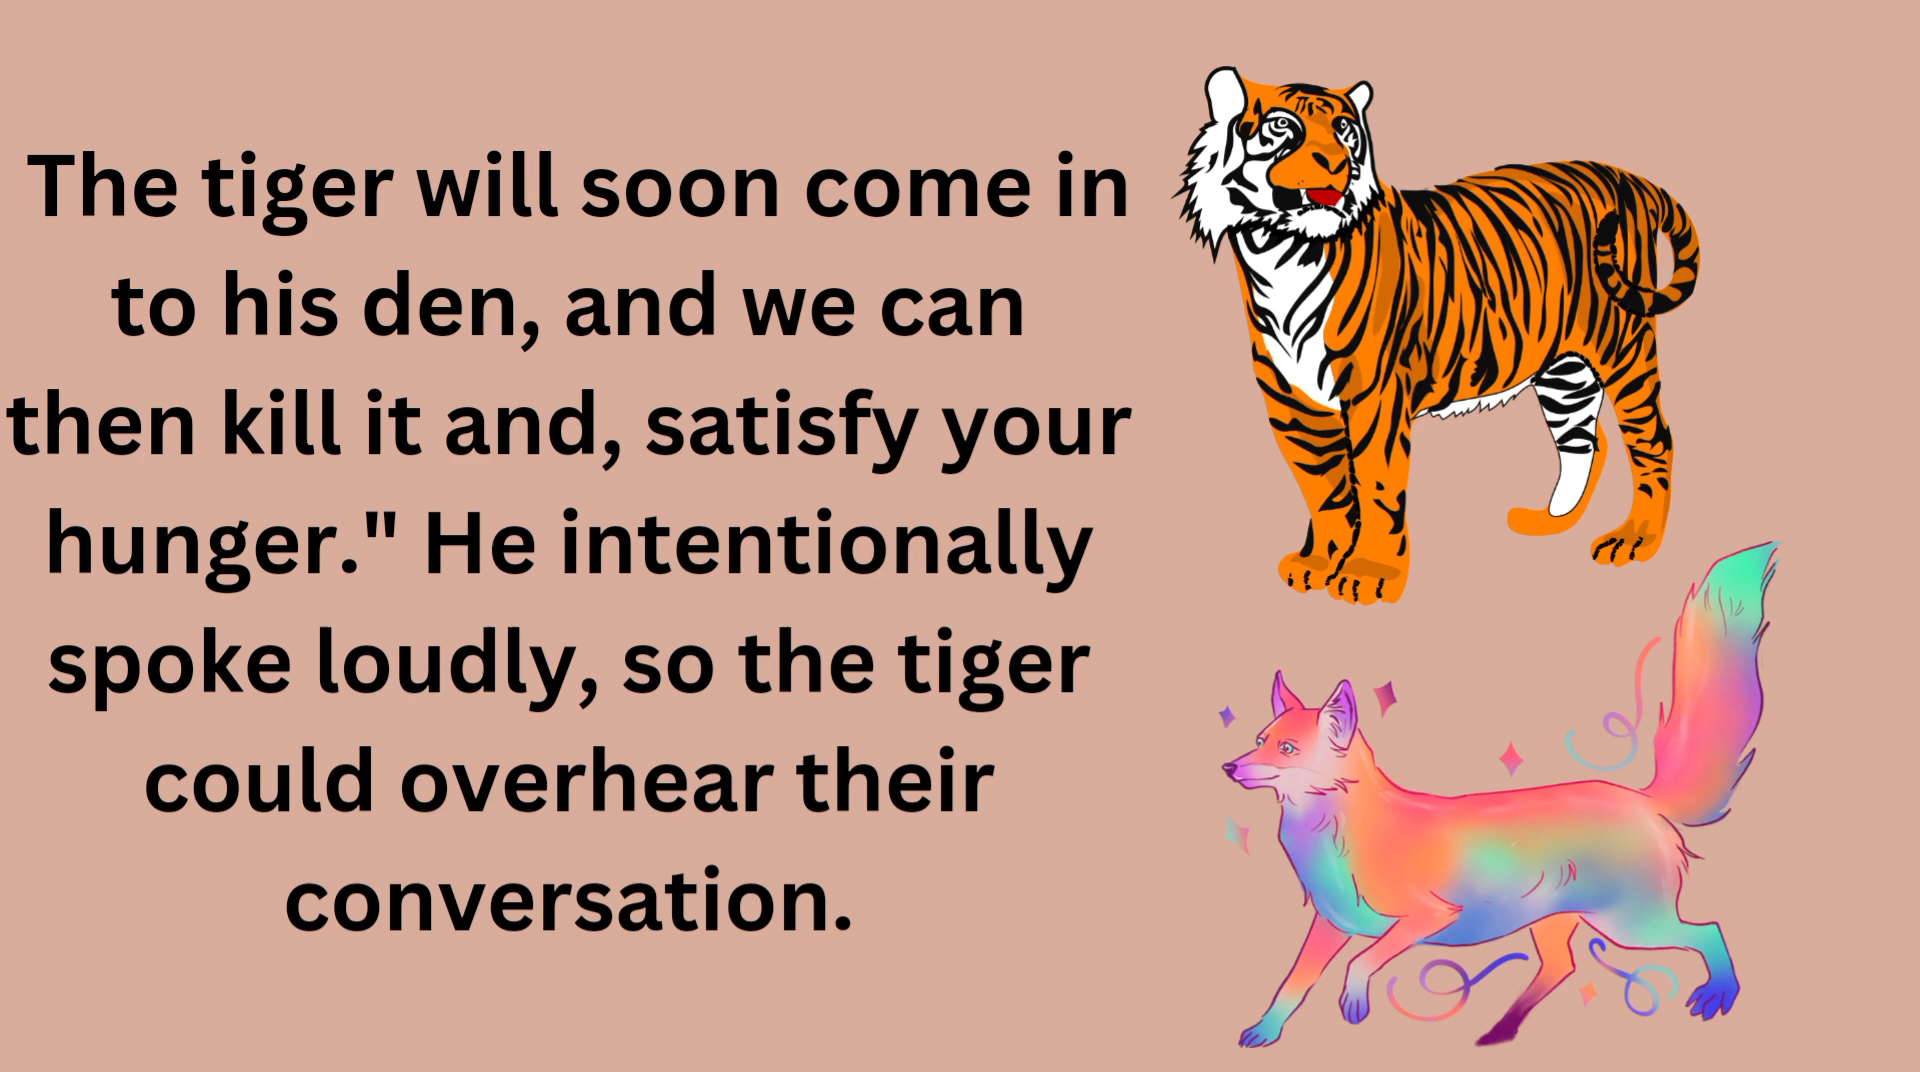 The tiger will soon come in
to his den, and we can
then kill it and, satisfy your
hunger." He intentionally
spoke loudly, so the tiger
could overhear their
conversation.